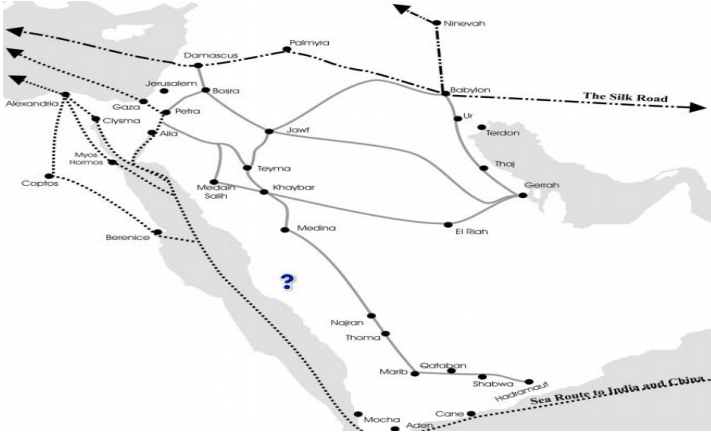 Ninevah
Palmyra
Damascus
Jerusalem
Bosra
Babylon
The Silk Road
Alexandria
Gaza
Petra
Clysma
Aila
Jawf
Ur
Terdon
Myos
Hormos
Teyma
Thaj
Coptos
Medain
Salih
Khaybar
Gerrah
Medina
El Riah
Berenice
?
Najran
Thoma
Marib
Qataban
Shabwa
Hadramaut
Sea Route to India and China
Mocha
Cane
Aden